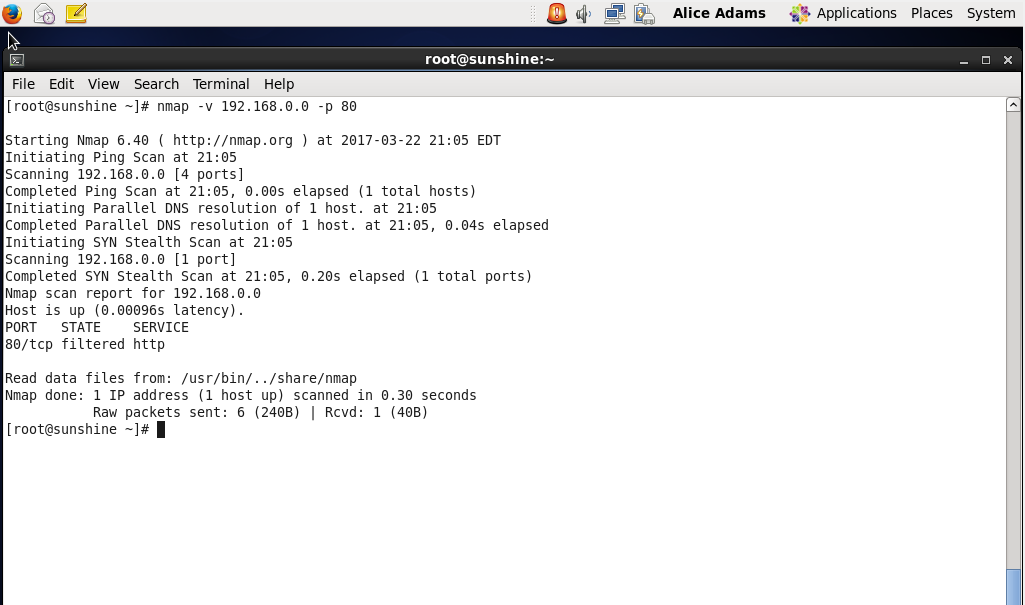 Alice Adams Applications Places System
root@sunshine:~
File Edit View Search Terminal Help
[root@sunshine ~]# nmap -v 192.168.0.0 -p 80
Starting Nmap 6.40 ( http://nmap.org ) at 2017-03-22 21:05 EDT
Initiating Ping Scan at 21:05
Scanning 192.168.0.0 [4 ports]
Completed Ping Scan at 21:05, 0.00s elapsed (1 total hosts)
Initiating Parallel DNS resolution of 1 host. at 21:05
Completed Parallel DNS resolution of 1 host. at 21:05, 0.04s elapsed
Initiating SYN Stealth Scan at 21:05
Scanning 192.168.0.0 [1 port]
Completed SYN Stealth Scan at 21:05, 0.20s elapsed (1 total ports)
Nmap scan report for 192.168.0.0
Host is up (0.00096s latency).
PORT   STATE    SERVICE
80/tcp filtered http
Read data files from: /usr/bin/../share/nmap
Nmap done: 1 IP address (1 host up) scanned in 0.30 seconds
           Raw packets sent: 6 (240B) | Rcvd: 1 (40B)
[root@sunshine ~]#